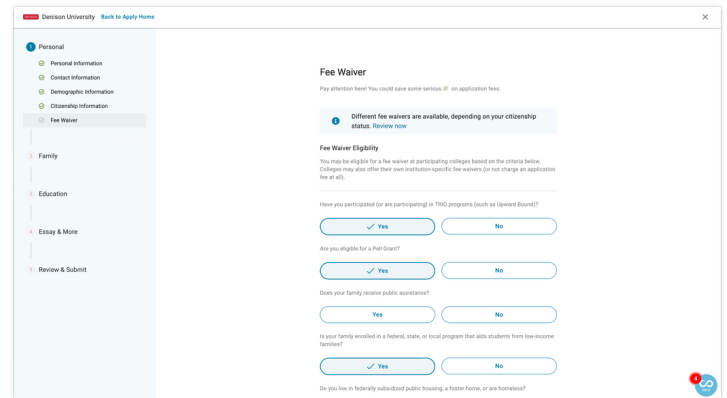 DENISON Denison University Back to Apply Home
1 Personal
Personal Information
Contact Information
Demographic Information
Citizenship Information
Fee Waiver
2 Family
3 Education
4 Essay & More
5 Review & Submit
Fee Waiver
Pay attention here! You could save some serious 💸 on application fees.
Different fee waivers are available, depending on your citizenship
status. Review now
Fee Waiver Eligibility
You may be eligible for a fee waiver at participating colleges based on the criteria below.
Colleges may also offer their own institution-specific fee waivers (or not charge an application
fee at all).
Have you participated (or are participating) in TRIO programs (such as Upward Bound)?
Yes No
Are you eligible for a Pell Grant?
Yes No
Does your family receive public assistance?
Yes No
Is your family enrolled in a federal, state, or local program that aids students from low-income
families?
Yes No
Do you live in federally subsidized public housing, a foster home, or are homeless?
4
HELP